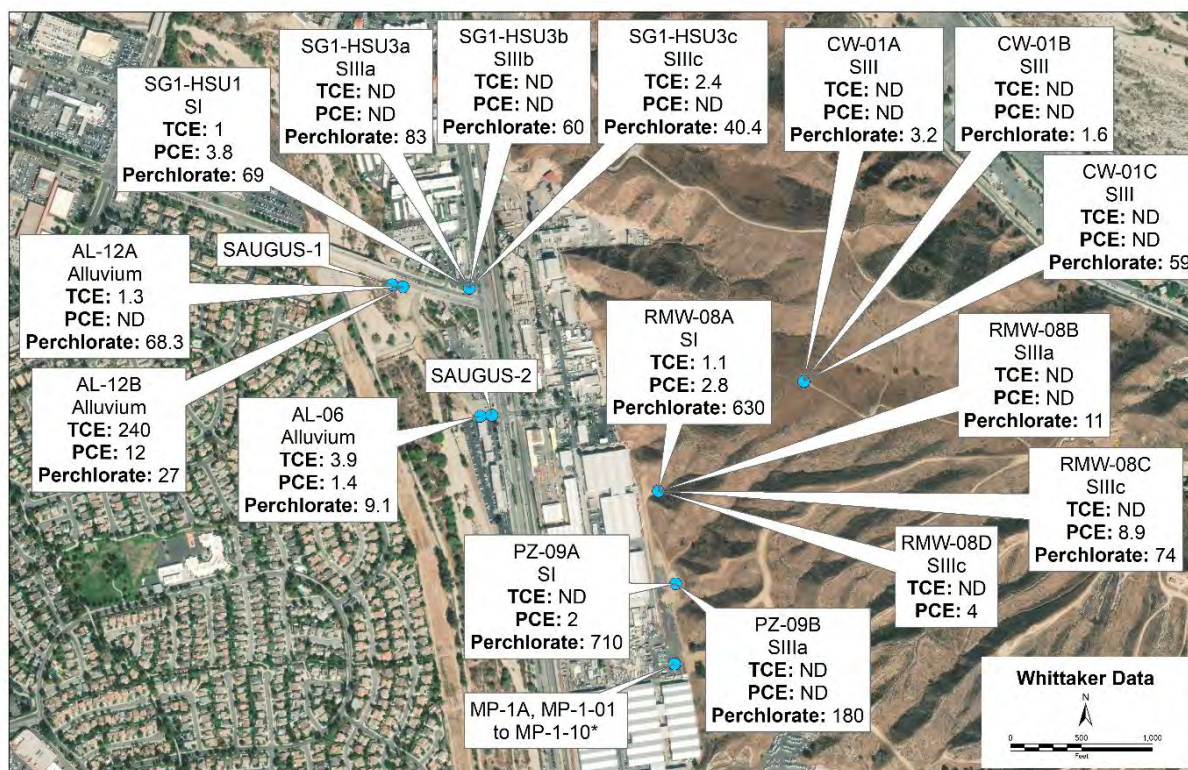 SG1-HSU1
SI
TCE: 1
PCE: 3.8
Perchlorate: 69
SG1-HSU3a
SIIIa
TCE: ND
PCE: ND
Perchlorate: 83
SG1-HSU3b
SIIIb
TCE: ND
PCE: ND
Perchlorate: 60
SG1-HSU3c
SIIIc
TCE: 2.4
PCE: ND
Perchlorate: 40.4
CW-01A
SIII
TCE: ND
PCE: ND
Perchlorate: 3.2
CW-01B
SIII
TCE: ND
PCE: ND
Perchlorate: 1.6
CW-01C
SIII
TCE: ND
PCE: ND
Perchlorate: 59
AL-12A
Alluvium
TCE: 1.3
PCE: ND
Perchlorate: 68.3
SAUGUS-1
AL-12B
Alluvium
TCE: 240
PCE: 12
Perchlorate: 27
SAUGUS-2
AL-06
Alluvium
TCE: 3.9
PCE: 1.4
Perchlorate: 9.1
RMW-08A
SI
TCE: 1.1
PCE: 2.8
Perchlorate: 630
RMW-08B
SIIIa
TCE: ND
PCE: ND
Perchlorate: 11
RMW-08C
SIIIc
TCE: ND
PCE: 8.9
Perchlorate: 74
RMW-08D
SIIIc
TCE: ND
PCE: 4
PZ-09A
SI
TCE: ND
PCE: 2
Perchlorate: 710
PZ-09B
SIIIa
TCE: ND
PCE: ND
Perchlorate: 180
MP-1A, MP-1-01
to MP-1-10*
Whittaker Data
N
0 500 1,000
Feet